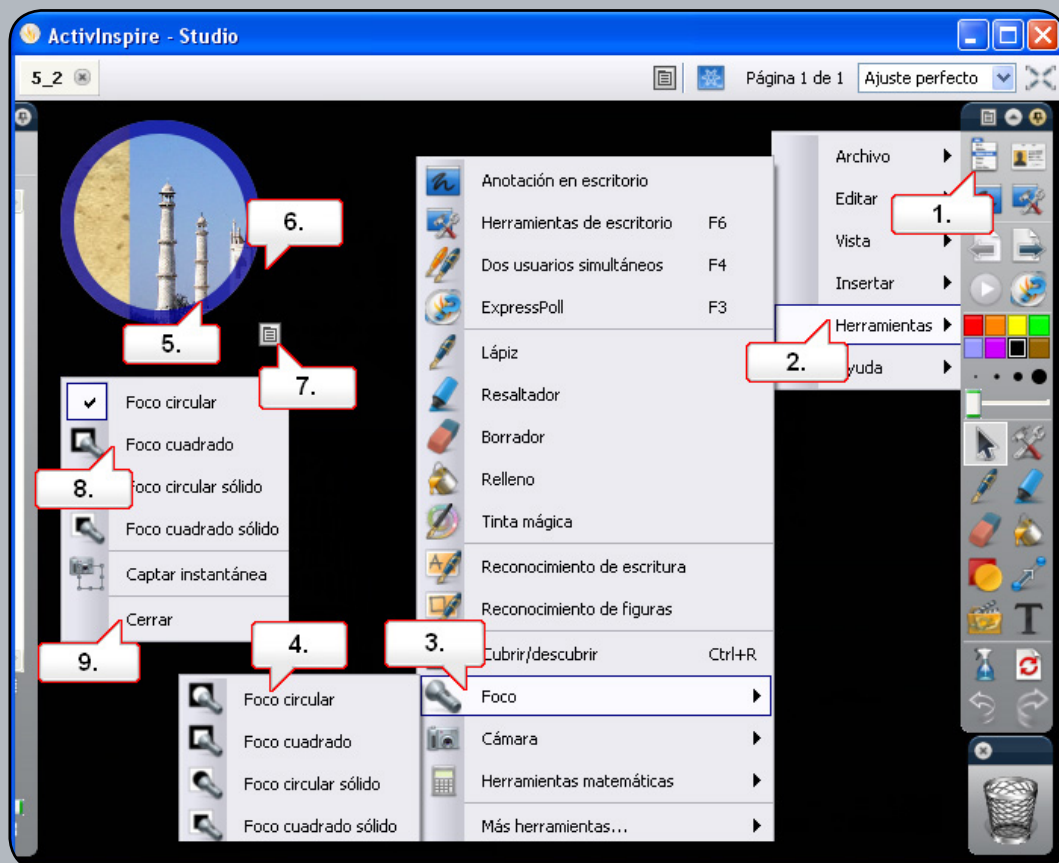 ActivInspire - Studio
5_2
Página 1 de 1
Ajuste perfecto
Archivo
Editar
Vista
Insertar
Herramientas
yuda
1.
2.
Anotación en escritorio
Herramientas de escritorio F6
Dos usuarios simultáneos F4
ExpressPoll F3
Lápiz
Resaltador
Borrador
Relleno
Tinta mágica
Reconocimiento de escritura
Reconocimiento de figuras
Cubrir/descubrir Ctrl+R
Foco
Cámara
Herramientas matemáticas
Más herramientas...
3.
4.
Foco circular
Foco cuadrado
Foco circular sólido
Foco cuadrado sólido
5.
6.
7.
Foco circular
Foco cuadrado
Foco circular sólido
Foco cuadrado sólido
Captar instantánea
Cerrar
8.
9.
T